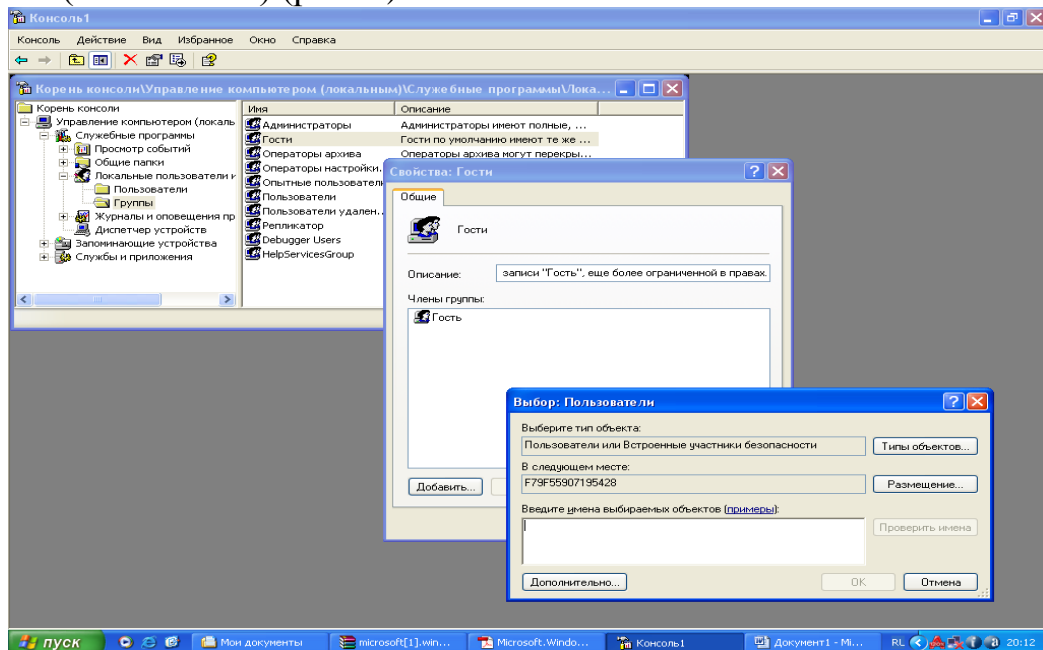 Консоль1
Консоль Действие Вид Избранное Окно Справка
Корень консоли\Управление компьютером (локальным)\Служебные программы\Лока...
Корень консоли
Управление компьютером (локаль
Служебные программы
Просмотр событий
Общие папки
Локальные пользователи и
Пользователи
Группы
Журналы и оповещения пр
Диспетчер устройств
Запоминающие устройства
Службы и приложения
Имя Описание
Администраторы Администраторы имеют полные, ...
Гости Гости по умолчанию имеют те же ...
Операторы архива Операторы архива могут перекры...
Операторы настройки.
Опытные пользовател
Пользователи
Пользователи удален..
Репликатор
Debugger Users
HelpServicesGroup
Свойства: Гости
Общие
Гости
Описание: записи "Гость", еще более ограниченной в правах.
Члены группы:
Гость
Добавить...
Выбор: Пользователи
Выберите тип объекта:
Пользователи или Встроенные участники безопасности Типы объектов...
В следующем месте:
F79F55907195428 Размещение...
Введите имена выбираемых объектов (примеры):
Проверить имена
Дополнительно... ОК Отмена
пуск Мои документы microsoft[1].win... Microsoft.Windo... Консоль1 Документ1 - Mi... RL 20:12